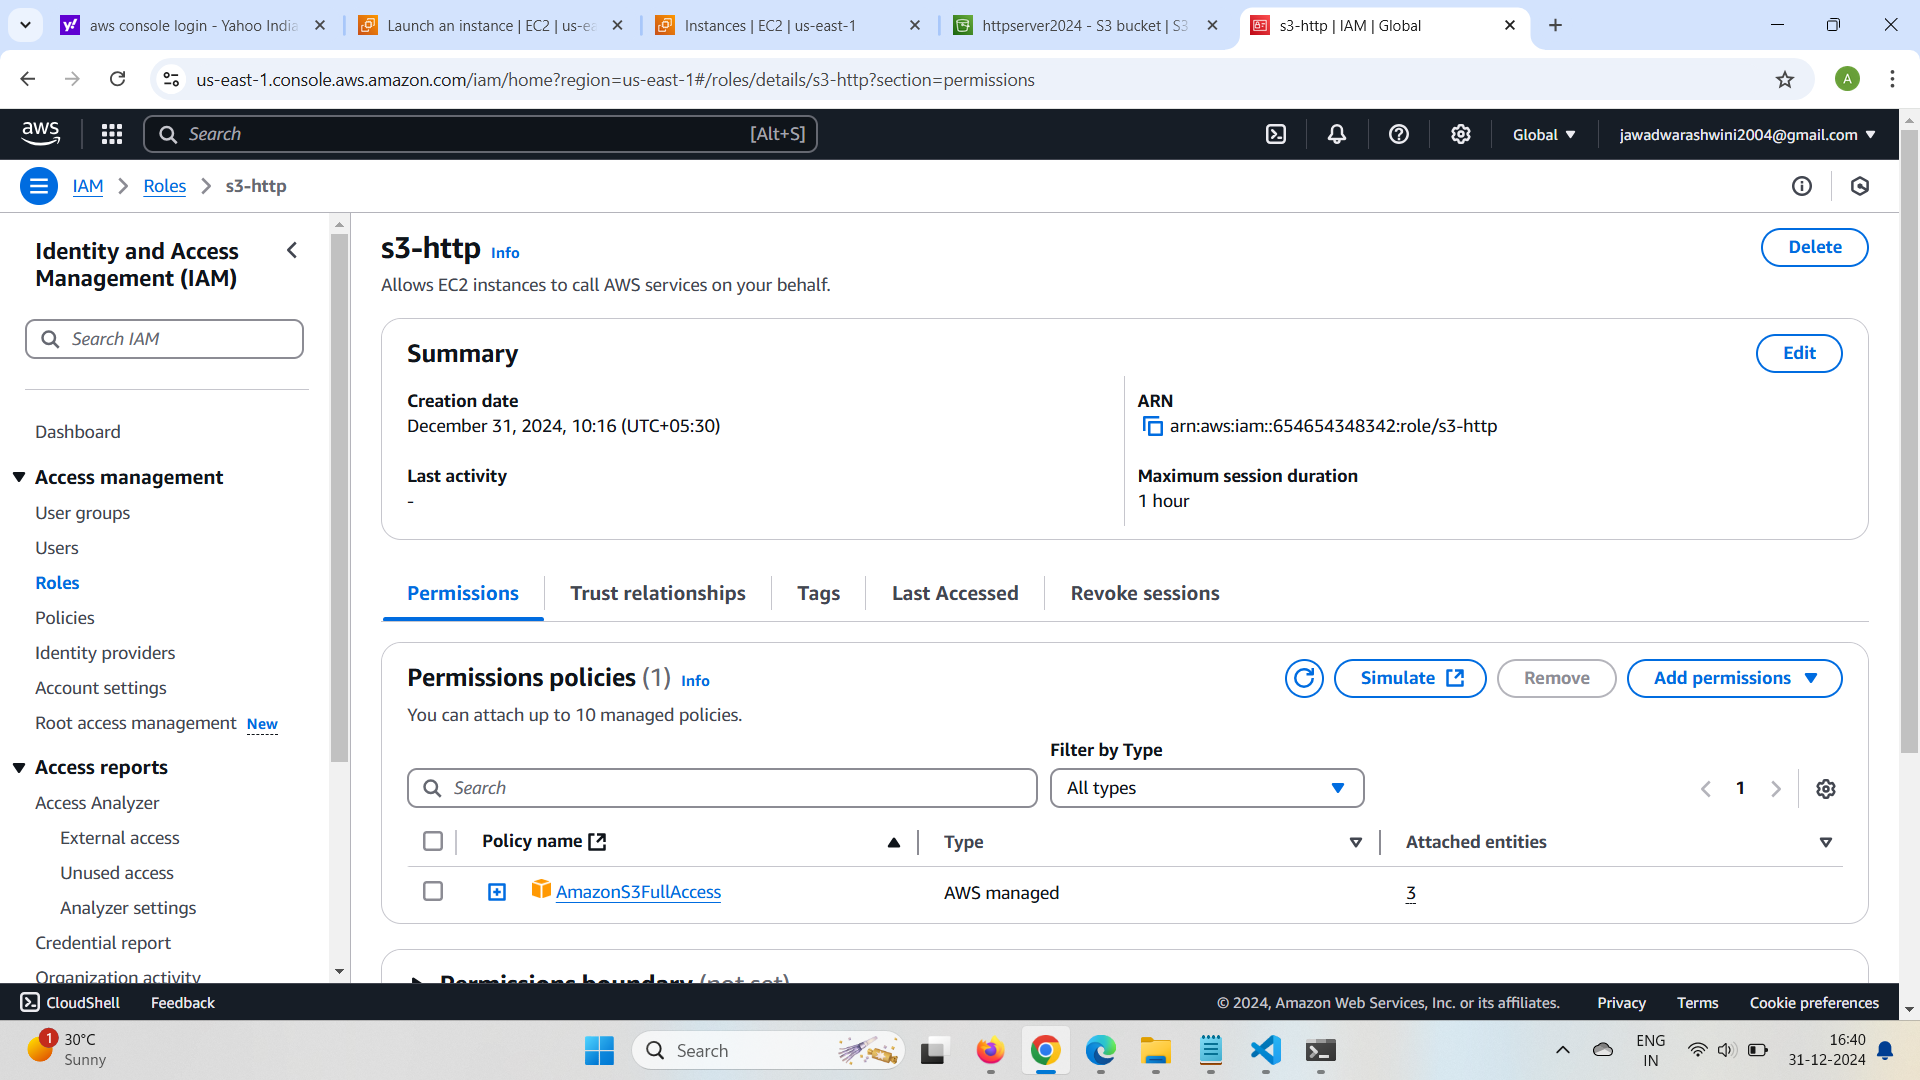 aws console login - Yahoo India
Launch an instance | EC2 | us-ea
Instances | EC2 | us-east-1
httpserver2024 - S3 bucket | S3
s3-http | IAM | Global
us-east-1.console.aws.amazon.com/iam/home?region=us-east-1#/roles/details/s3-http?section=permissions
A
aws
Search
[Alt+S]
Global
jawadwarashwini2004@gmail.com
IAM
Roles
s3-http
Identity and Access
Management (IAM)
Search IAM
Dashboard
Access management
User groups
Users
Roles
Policies
Identity providers
Account settings
Root access management New
Access reports
Access Analyzer
External access
Unused access
Analyzer settings
Credential report
Organization activity
s3-http Info
Delete
Allows EC2 instances to call AWS services on your behalf.
Summary
Edit
Creation date
December 31, 2024, 10:16 (UTC+05:30)
ARN
arn:aws:iam::654654348342:role/s3-http
Last activity
-
Maximum session duration
1 hour
Permissions
Trust relationships
Tags
Last Accessed
Revoke sessions
Permissions policies (1) Info
Simulate
Remove
Add permissions
You can attach up to 10 managed policies.
Filter by Type
Search
All types
1
Policy name
Type
Attached entities
AmazonS3FullAccess
AWS managed
3
Permissions boundary (not set)
CloudShell
Feedback
© 2024, Amazon Web Services, Inc. or its affiliates.
Privacy
Terms
Cookie preferences
1
30°C
Sunny
Search
ENG
IN
16:40
31-12-2024